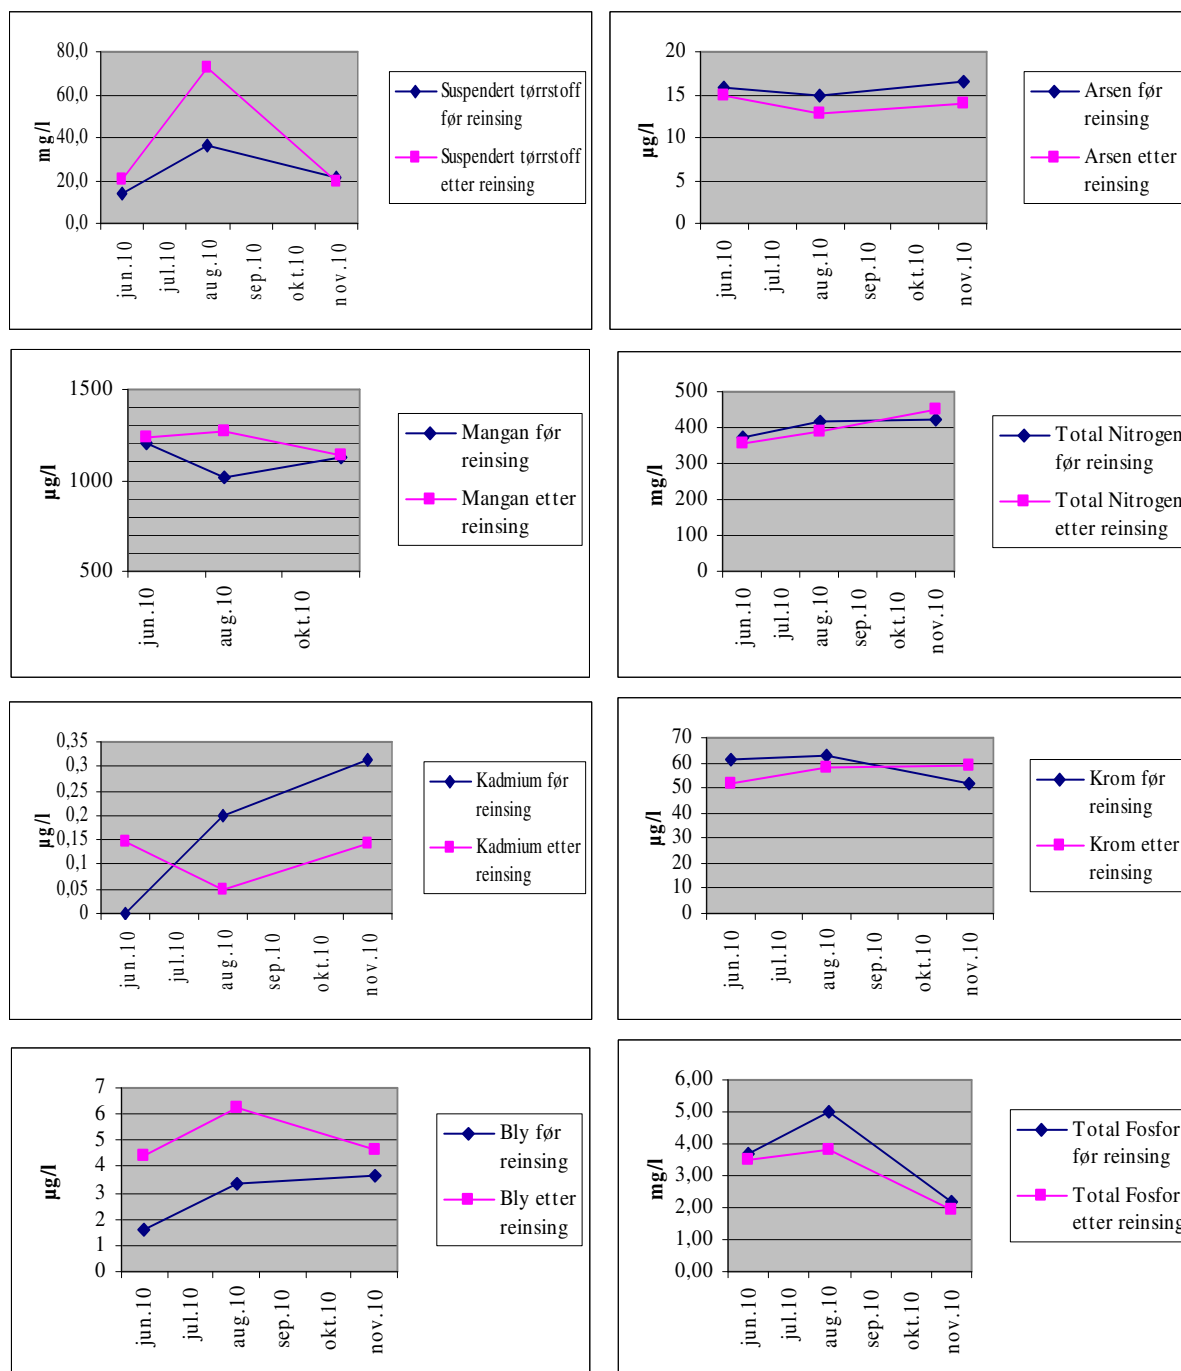 80,0
60,0
40,0
20,0
0,0
mg/l
jun.10
jul.10
aug.10
sep.10
okt.10
nov.10
Suspendert tørrstoff
før reinsing
Suspendert tørrstoff
etter reinsing
20
15
10
5
0
µg/l
jun.10
jul.10
aug.10
sep.10
okt.10
nov.10
Arsen før
reinsing
Arsen etter
reinsing
1500
1000
500
µg/l
jun.10
aug.10
okt.10
Mangan før
reinsing
Mangan etter
reinsing
500
400
300
200
100
0
mg/l
jun.10
jul.10
aug.10
sep.10
okt.10
nov.10
Total Nitrogen
før reinsing
Total Nitrogen
etter reinsing
0,35
0,3
0,25
0,2
0,15
0,1
0,05
0
µg/l
jun.10
jul.10
aug.10
sep.10
okt.10
nov.10
Kadmium før
reinsing
Kadmium etter
reinsing
70
60
50
40
30
20
10
0
µg/l
jun.10
jul.10
aug.10
sep.10
okt.10
nov.10
Krom før
reinsing
Krom etter
reinsing
7
6
5
4
3
2
1
0
µg/l
jun.10
jul.10
aug.10
sep.10
okt.10
nov.10
Bly før
reinsing
Bly etter
reinsing
6,00
5,00
4,00
3,00
2,00
1,00
0,00
mg/l
jun.10
jul.10
aug.10
sep.10
okt.10
nov.10
Total Fosfor
før reinsing
Total Fosfor
etter reinsing